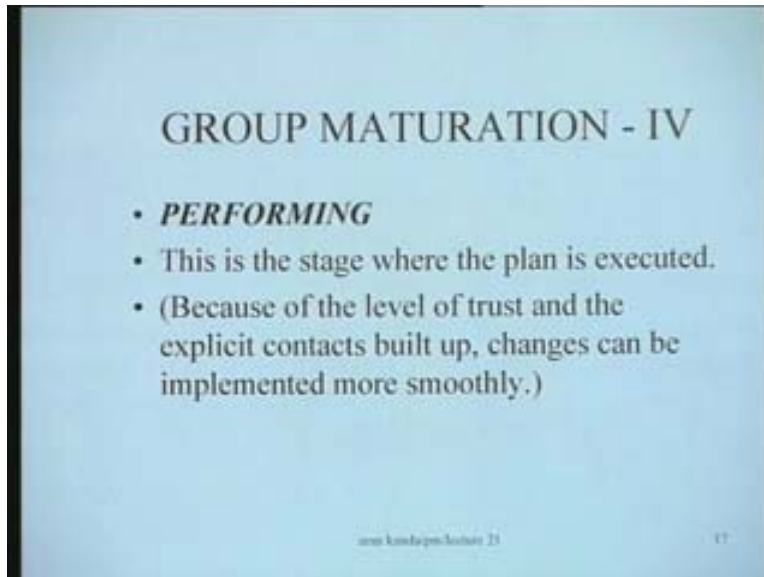 GROUP MATURATION - IV
• PERFORMING
• This is the stage where the plan is executed.
• (Because of the level of trust and the
explicit contacts built up, changes can be
implemented more smoothly.)
17